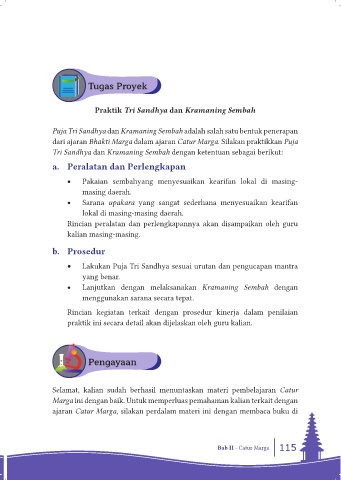 Tugas Proyek
Praktik Tri Sandhya dan Kramaning Sembah
Puja Tri Sandhya dan Kramaning Sembah adalah salah satu bentuk penerapan
dari ajaran Bhakti Marga dalam ajaran Catur Marga. Silakan praktikkan Puja
Tri Sandhya dan Kramaning Sembah dengan ketentuan sebagai berikut:
a. Peralatan dan Perlengkapan
• Pakaian sembahyang menyesuaikan kearifan lokal di masing-
masing daerah.
• Sarana upakara yang sangat sederhana menyesuaikan kearifan
lokal di masing-masing daerah.
Rincian peralatan dan perlengkapannya akan disampaikan oleh guru
kalian masing-masing.
b. Prosedur
• Lakukan Puja Tri Sandhya sesuai urutan dan pengucapan mantra
yang benar.
• Lanjutkan dengan melaksanakan Kramaning Sembah dengan
menggunakan sarana secara tepat.
Rincian kegiatan terkait dengan prosedur kinerja dalam penilaian
praktik ini secara detail akan dijelaskan oleh guru kalian.
Pengayaan
Selamat, kalian sudah berhasil menuntaskan materi pembelajaran Catur
Marga ini dengan baik. Untuk memperluas pemahaman kalian terkait dengan
ajaran Catur Marga, silakan perdalam materi ini dengan membaca buku di
Bab II - Catur Marga 115